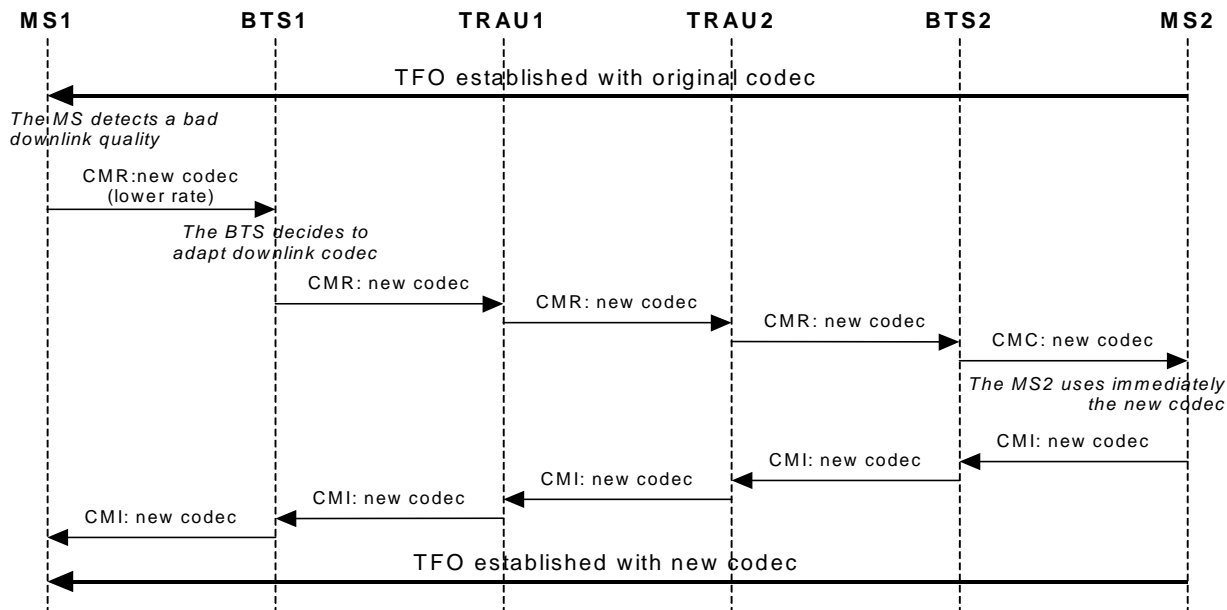 MS1 BTS1 TRAU1 TRAU2 BTS2 MS2
TFO established with original codec
The MS detects a bad
downlink quality
CMR:new codec
(lower rate)
The BTS decides to
adapt downlink codec
CMR: new codec
CMR: new codec
CMR: new codec
CMC: new codec
The MS2 uses immediately
the new codec
CMI: new codec
CMI: new codec
CMI: new codec
CMI: new codec
CMI: new codec
TFO established with new codec